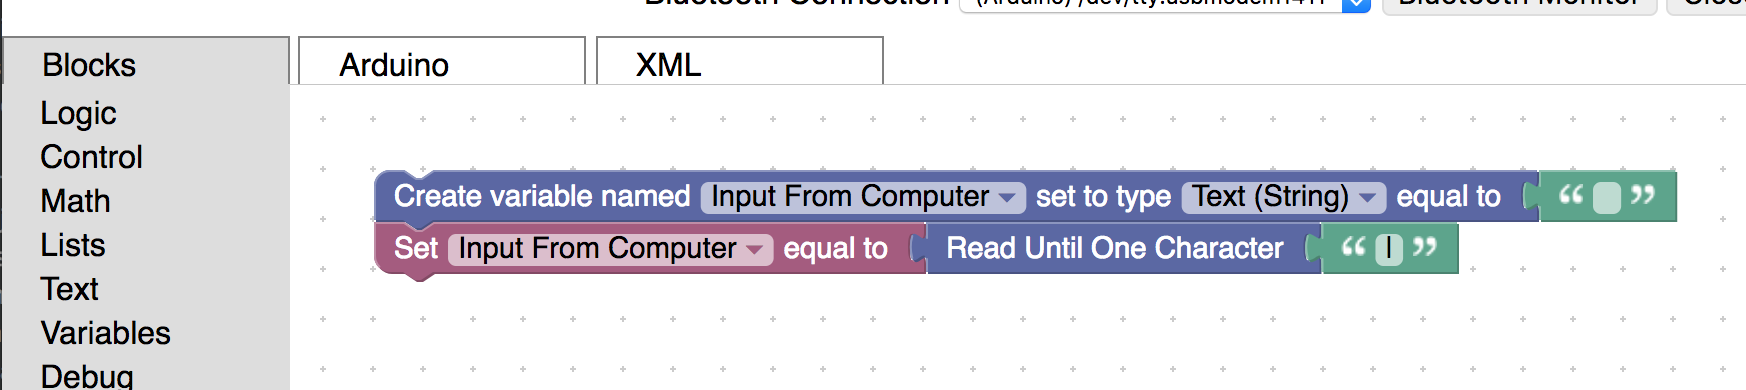 Bluetooth Connection (Arduino) /dev/tty.usbmodem1411 Bluetooth Monitor
Blocks Arduino XML
Logic
Control
Math
Lists
Text
Variables
Debug
Create variable named Input From Computer set to type Text (String) equal to “ ”
Set Input From Computer equal to Read Until One Character “ | ”